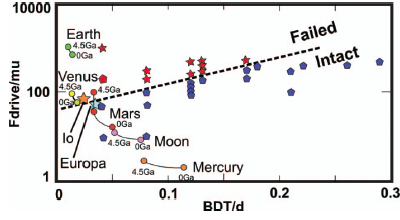 10000
Earth
4.5Ga
0Ga
Failed
Intact
Venus
4.5Ga
0Ga
100
4.5Ga
Mars
0Ga
4.5Ga
Moon
0Ga
Io
Europa
Mercury
4.5Ga
0Ga
1
0
0.1
0.2
0.3
Fdrive/mu
BDT/d